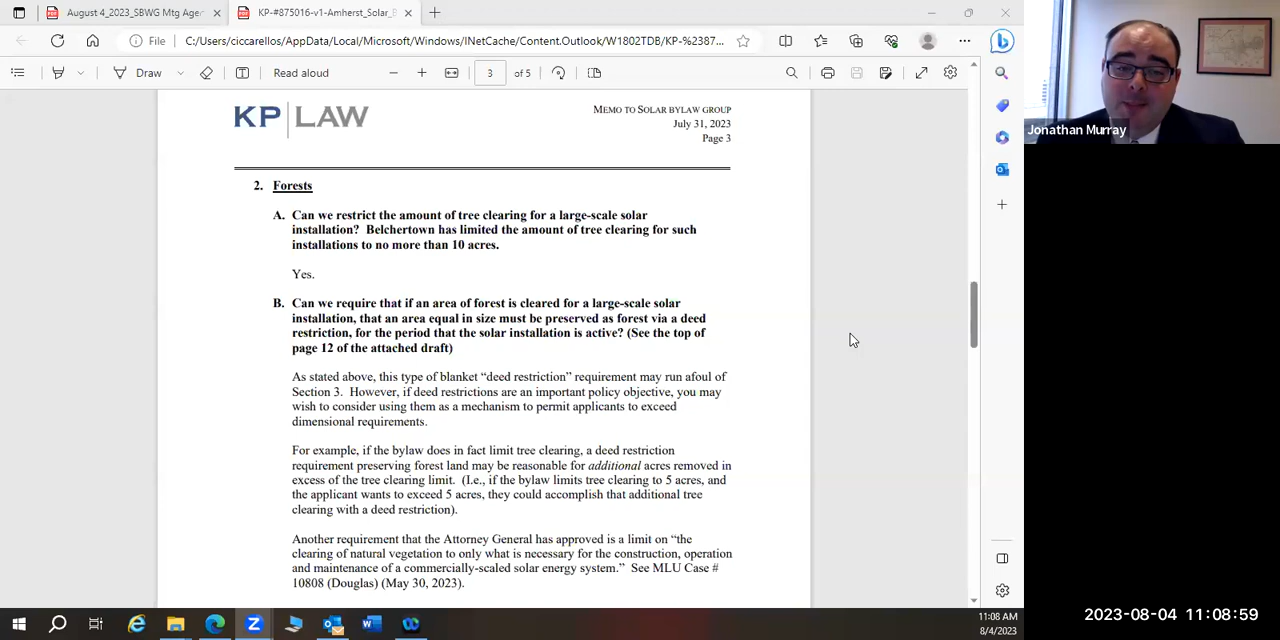 August 4_2023_SBWG Mtg Age
KP-#875016-v1-Amherst_Solar_B
File
C:/Users/ciccarellos/AppData/Local/Microsoft/Windows/INetCache/Content.Outlook/W1802TDB/KP-%2387...
Draw
Read aloud
3 of 5
KP LAW
MEMO TO SOLAR BYLAW GROUP
July 31, 2023
Page 3
2. Forests
A. Can we restrict the amount of tree clearing for a large-scale solar
installation? Belchertown has limited the amount of tree clearing for such
installations to no more than 10 acres.
Yes.
B. Can we require that if an area of forest is cleared for a large-scale solar
installation, that an area equal in size must be preserved as forest via a deed
restriction, for the period that the solar installation is active? (See the top of
page 12 of the attached draft)
As stated above, this type of blanket “deed restriction” requirement may run afoul of
Section 3. However, if deed restrictions are an important policy objective, you may
wish to consider using them as a mechanism to permit applicants to exceed
dimensional requirements.
For example, if the bylaw does in fact limit tree clearing, a deed restriction
requirement preserving forest land may be reasonable for additional acres removed in
excess of the tree clearing limit. (I.e., if the bylaw limits tree clearing to 5 acres, and
the applicant wants to exceed 5 acres, they could accomplish that additional tree
clearing with a deed restriction).
Another requirement that the Attorney General has approved is a limit on “the
clearing of natural vegetation to only what is necessary for the construction, operation
and maintenance of a commercially-scaled solar energy system.” See MLU Case #
10808 (Douglas) (May 30, 2023).
Jonathan Murray
11:08 AM
8/4/2023
2023-08-04 11:08:59